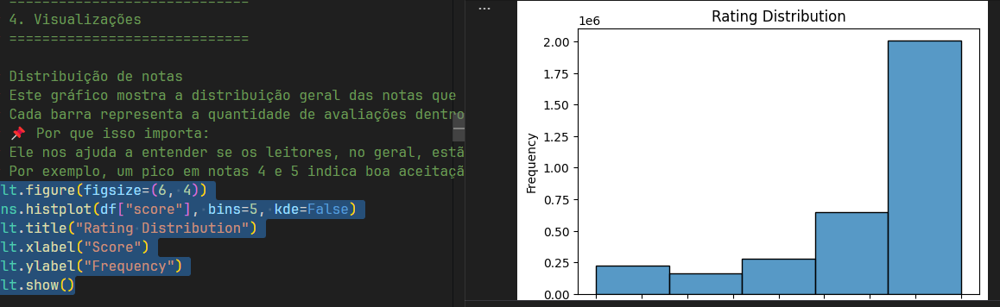 =============================
4. Visualizações
=============================
Distribuição de notas
Este gráfico mostra a distribuição geral das notas que
Cada barra representa a quantidade de avaliações dentro
📌 Por que isso importa:
Ele nos ajuda a entender se os leitores, no geral, estã
Por exemplo, um pico em notas 4 e 5 indica boa aceitaçã
lt.figure(figsize=(6, 4))
ns.histplot(df["score"], bins=5, kde=False)
lt.title("Rating Distribution")
lt.xlabel("Score")
lt.ylabel("Frequency")
lt.show()
...
Rating Distribution
1e6
2.00
1.75
1.50
1.25
1.00
0.75
0.50
0.25
0.00
Frequency